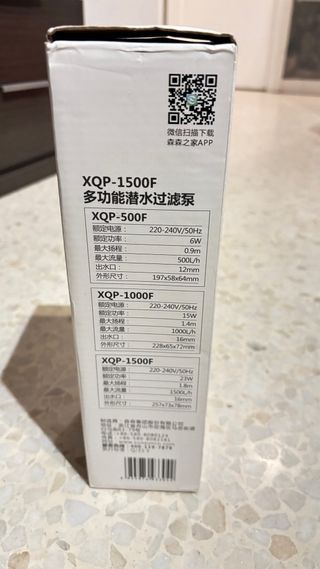 微信扫描下载
森森之家APP
XQP-1500F
多功能潜水过滤泵
XQP-500F
额定电源： 220-240V/50Hz
额定功率： 6W
最大扬程： 0.9m
最大流量： 500L/h
出水口： 12mm
外形尺寸： 197x58x64mm
XQP-1000F
额定电源： 220-240V/50Hz
额定功率： 15W
最大扬程： 1.4m
最大流量： 1000L/h
出水口： 16mm
外形尺寸： 228x65x72mm
XQP-1500F
额定电源： 220-240V/50Hz
额定功率： 23W
最大扬程： 1.8m
最大流量： 1500L/h
出水口： 16mm
外形尺寸： 257x73x78mm